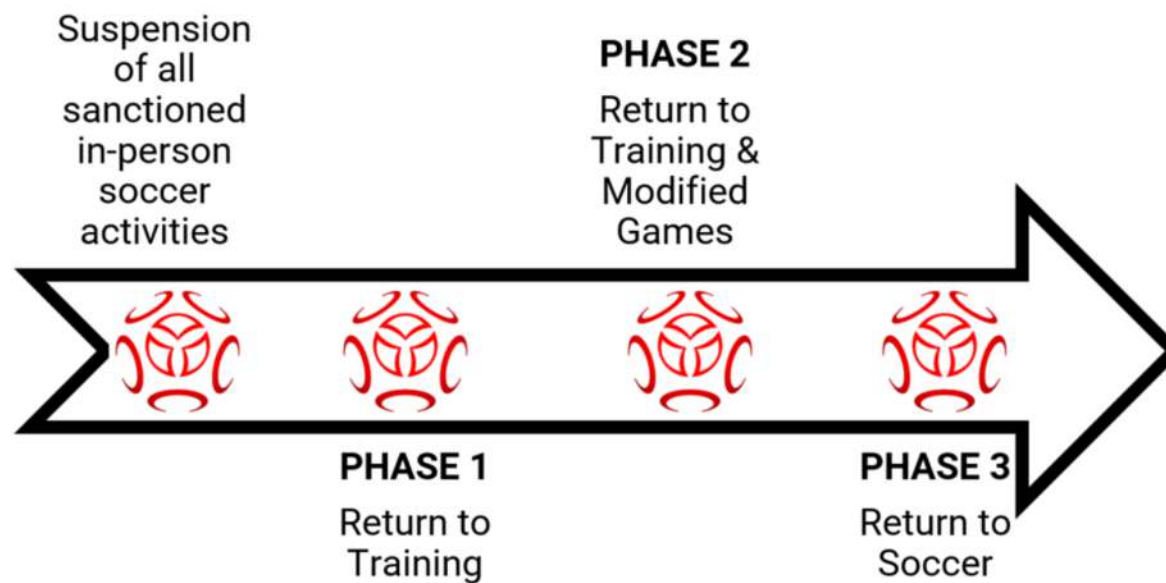 Suspension
of all
sanctioned
in-person
soccer
activities
PHASE 1
Return to
Training
PHASE 2
Return to
Training &
Modified
Games
PHASE 3
Return to
Soccer